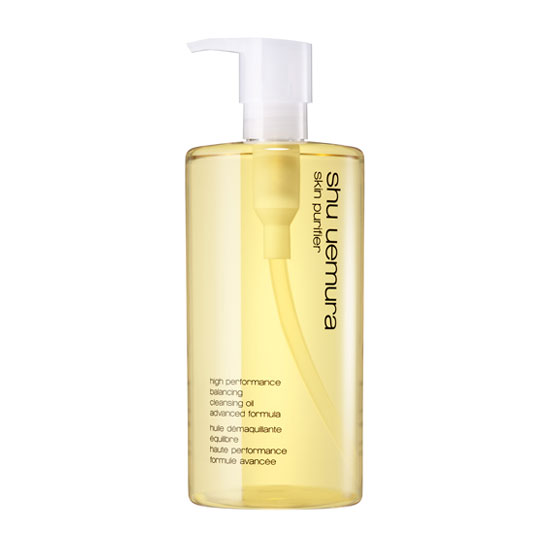 shu uemura
skin purifier
high performance
balancing
cleansing oil
advanced formula
huile démaquillante
équilibre
haute performance
formule avancée